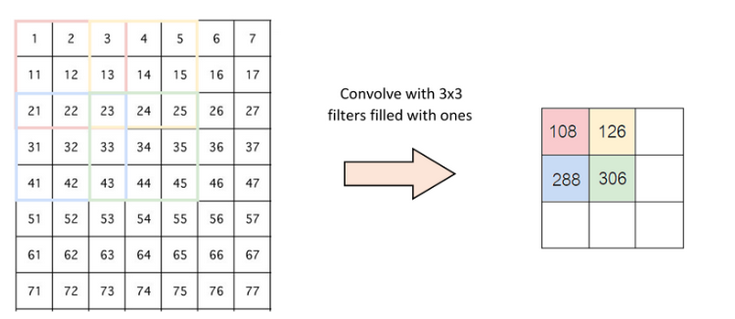 1 2 3 4 5 6 7
11 12 13 14 15 16 17
21 22 23 24 25 26 27
31 32 33 34 35 36 37
41 42 43 44 45 46 47
51 52 53 54 55 56 57
61 62 63 64 65 66 67
71 72 73 74 75 76 77
Convolve with 3x3
filters filled with ones
108 126
288 306